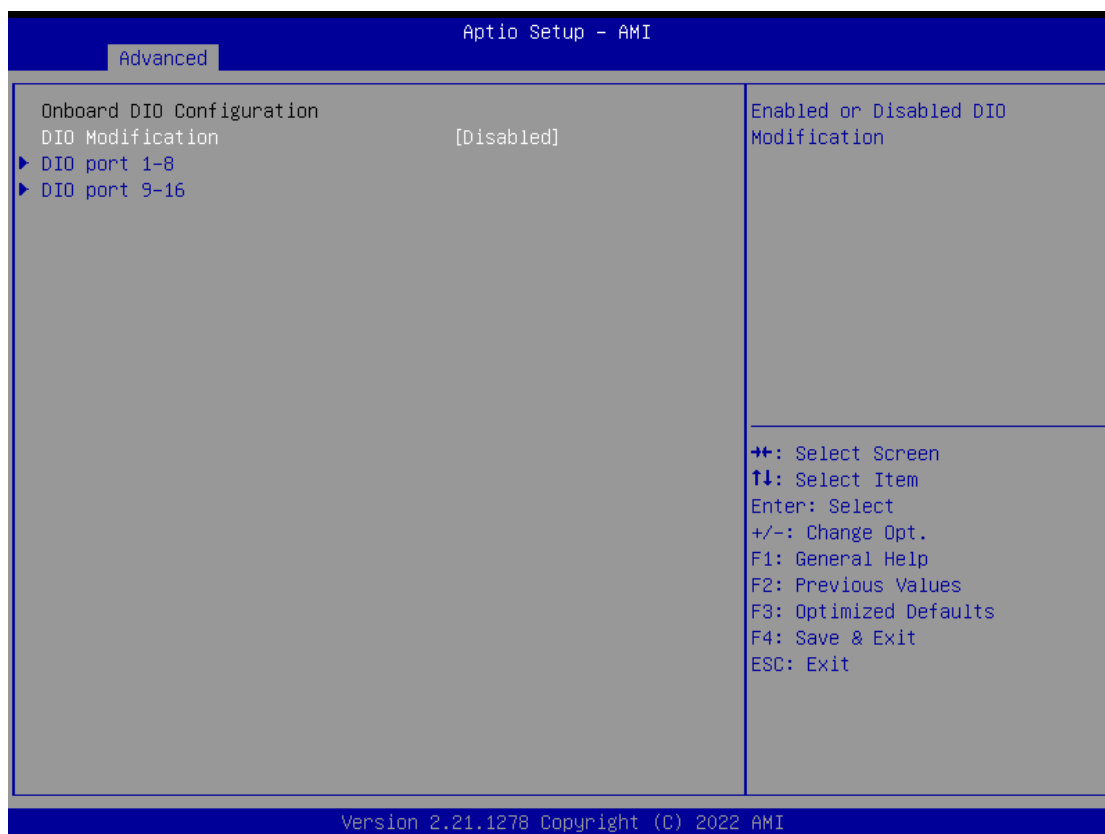 Aptio Setup – AMI
Advanced
Onboard DIO Configuration
DIO Modification [Disabled]
▶ DIO port 1-8
▶ DIO port 9-16
Enabled or Disabled DIO
Modification
→←: Select Screen
↑↓: Select Item
Enter: Select
+/-: Change Opt.
F1: General Help
F2: Previous Values
F3: Optimized Defaults
F4: Save & Exit
ESC: Exit
Version 2.21.1278 Copyright (C) 2022 AMI